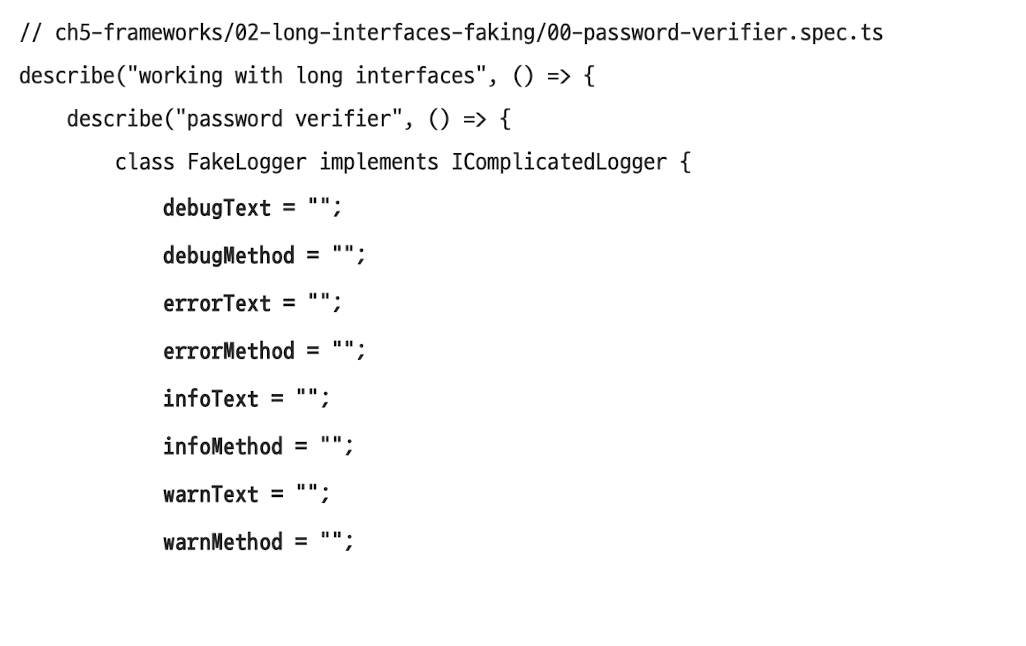 // ch5-frameworks/02-long-interfaces-faking/00-password-verifier.spec.ts
describe("working with long interfaces", () => {
    describe("password verifier", () => {
        class FakeLogger implements IComplicatedLogger {
            debugText = "";
            debugMethod = "";
            errorText = "";
            errorMethod = "";
            infoText = "";
            infoMethod = "";
            warnText = "";
            warnMethod = "";